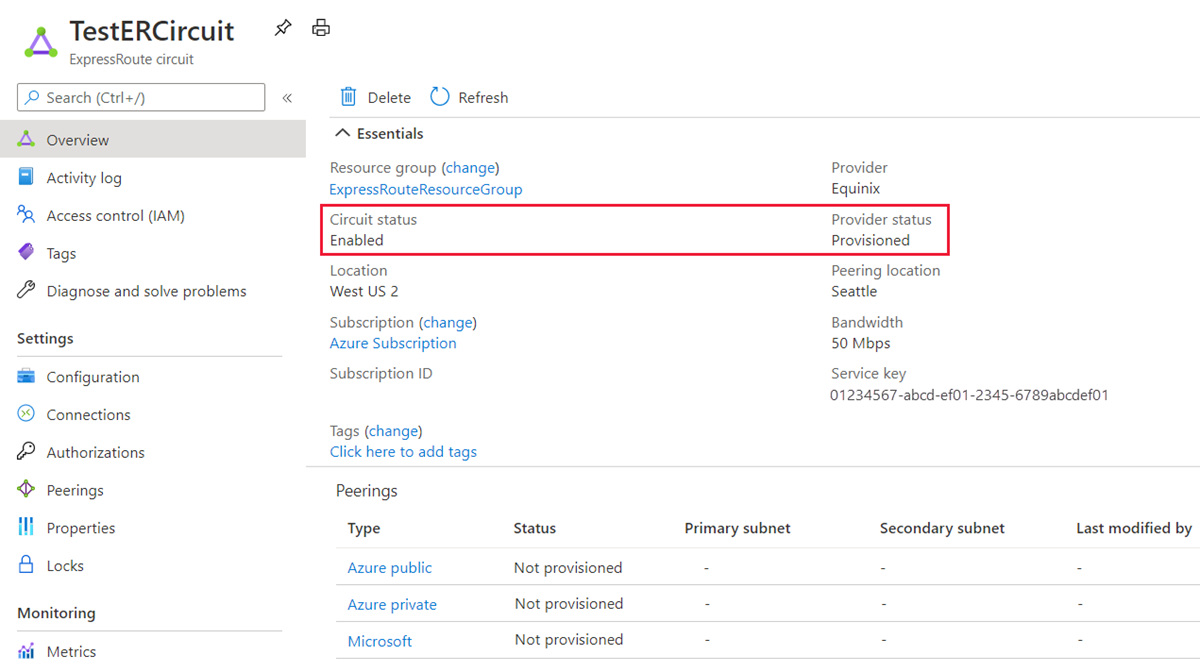 TestERCircuit
ExpressRoute circuit
Search (Ctrl+/)
«
Overview
Activity log
Access control (IAM)
Tags
Diagnose and solve problems
Settings
Configuration
Connections
Authorizations
Peerings
Properties
Locks
Monitoring
Metrics
Delete Refresh
Essentials
Resource group (change) Provider
ExpressRouteResourceGroup Equinix
Circuit status Provider status
Enabled Provisioned
Location Peering location
West US 2 Seattle
Subscription (change) Bandwidth
Azure Subscription 50 Mbps
Subscription ID Service key
01234567-abcd-ef01-2345-6789abcdef01
Tags (change)
Click here to add tags
Peerings
Type Status Primary subnet Secondary subnet Last modified by
Azure public Not provisioned - - -
Azure private Not provisioned - - -
Microsoft Not provisioned - - -